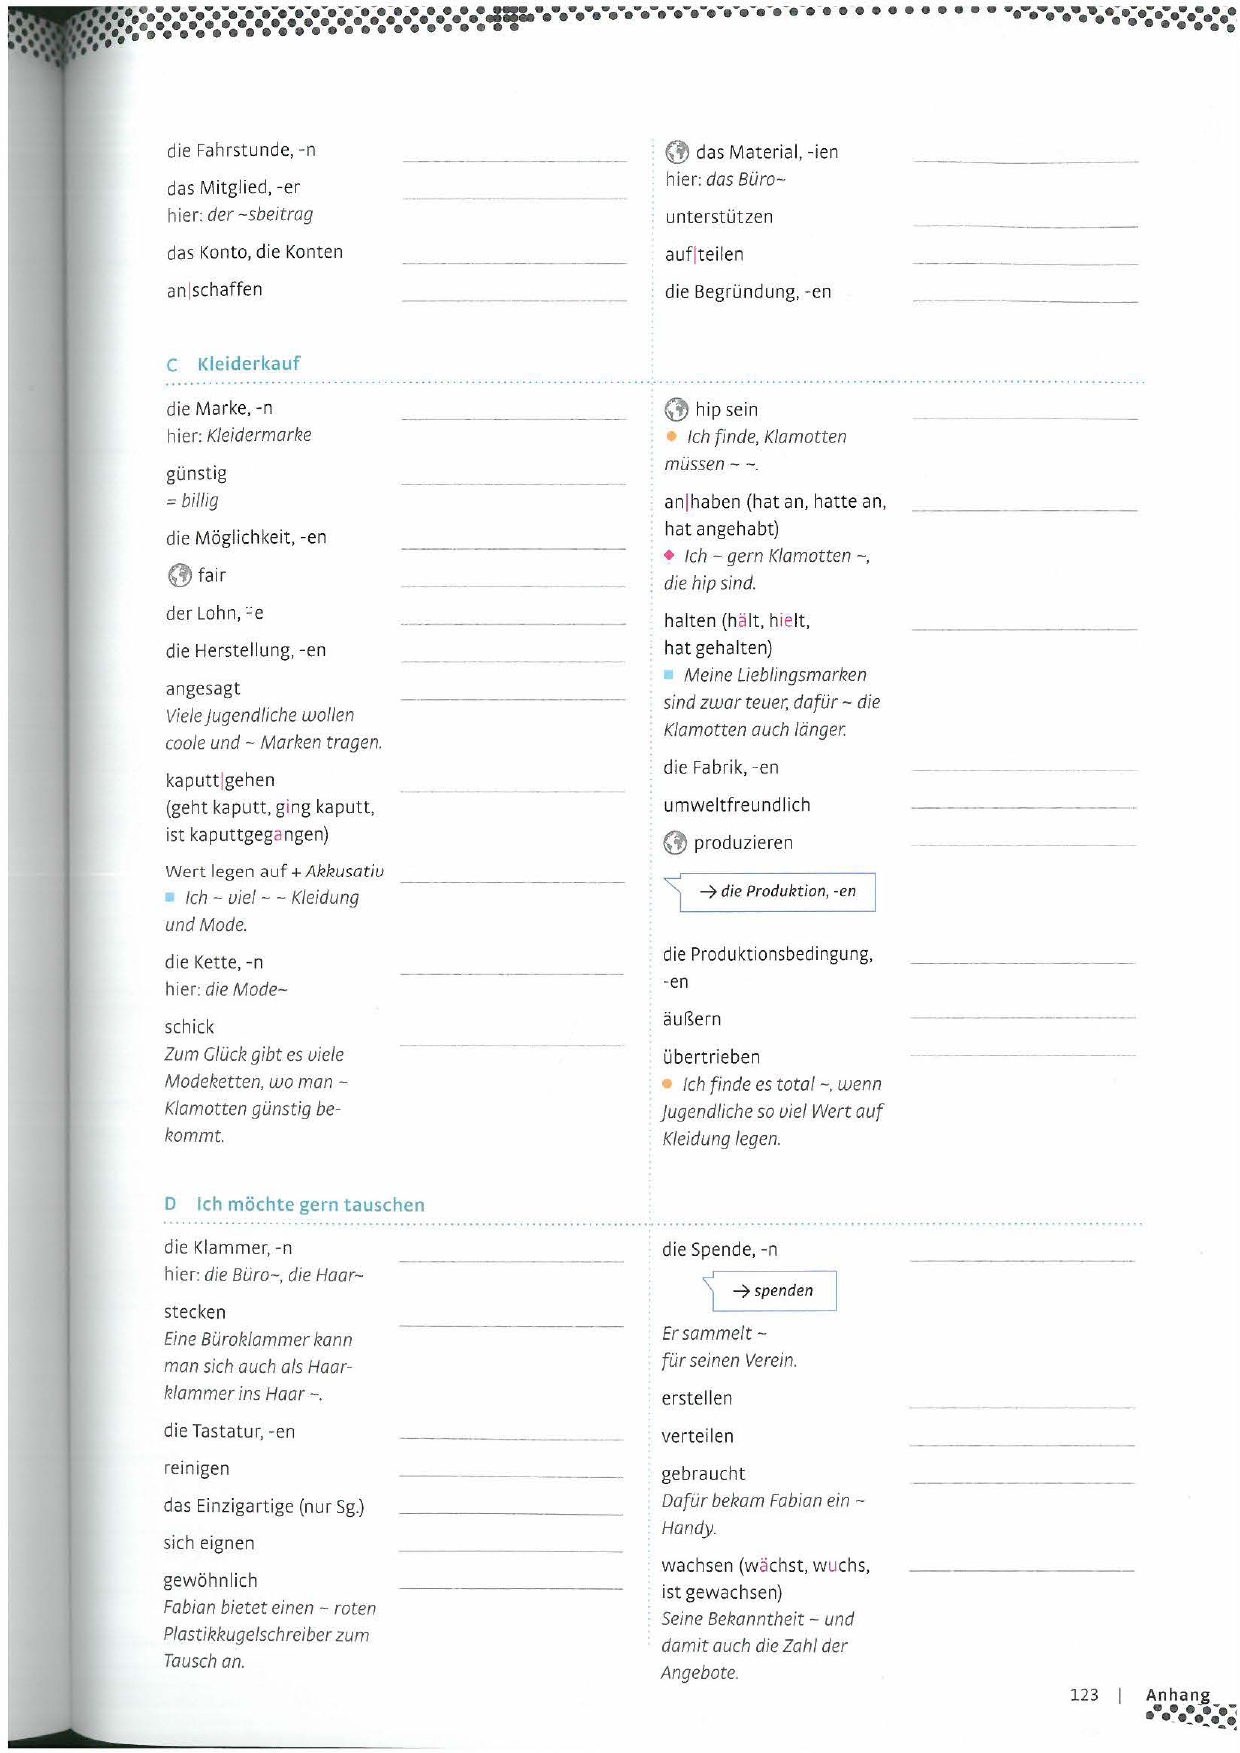 die Fahrstunde, -n
das Mitglied, -er
hier: der ~sbeitrag
das Konto, die Konten
an|schaffen
das Material, -ien
hier: das Büro~
unterstützen
auf|teilen
die Begründung, -en
C Kleiderkauf
die Marke, -n
hier: Kleidermarke
günstig
= billig
die Möglichkeit, -en
fair
der Lohn, ¨-e
die Herstellung, -en
angesagt
Viele Jugendliche wollen
coole und ~ Marken tragen.
kaputt|gehen
(geht kaputt, ging kaputt,
ist kaputtgegangen)
Wert legen auf + Akkusativ
Ich ~ viel ~ ~ Kleidung
und Mode.
die Kette, -n
hier: die Mode~
schick
Zum Glück gibt es viele
Modeketten, wo man ~
Klamotten günstig be-
kommt.
hip sein
Ich finde, Klamotten
müssen ~ ~.
an|haben (hat an, hatte an,
hat angehabt)
Ich ~ gern Klamotten ~,
die hip sind.
halten (hält, hielt,
hat gehalten)
Meine Lieblingsmarken
sind zwar teuer, dafür ~ die
Klamotten auch länger.
die Fabrik, -en
umweltfreundlich
produzieren
→ die Produktion, -en
die Produktionsbedingung,
-en
äußern
übertrieben
Ich finde es total ~, wenn
Jugendliche so viel Wert auf
Kleidung legen.
D Ich möchte gern tauschen
die Klammer, -n
hier: die Büro~, die Haar~
stecken
Eine Büroklammer kann
man sich auch als Haar-
klammer ins Haar ~.
die Tastatur, -en
reinigen
das Einzigartige (nur Sg.)
sich eignen
gewöhnlich
Fabian bietet einen ~ roten
Plastikkugelschreiber zum
Tausch an.
die Spende, -n
→ spenden
Er sammelt ~
für seinen Verein.
erstellen
verteilen
gebraucht
Dafür bekam Fabian ein ~
Handy.
wachsen (wächst, wuchs,
ist gewachsen)
Seine Bekanntheit ~ und
damit auch die Zahl der
Angebote.
123 | Anhang